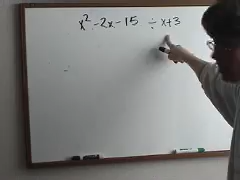 x² - 2x - 15 ÷ x + 3